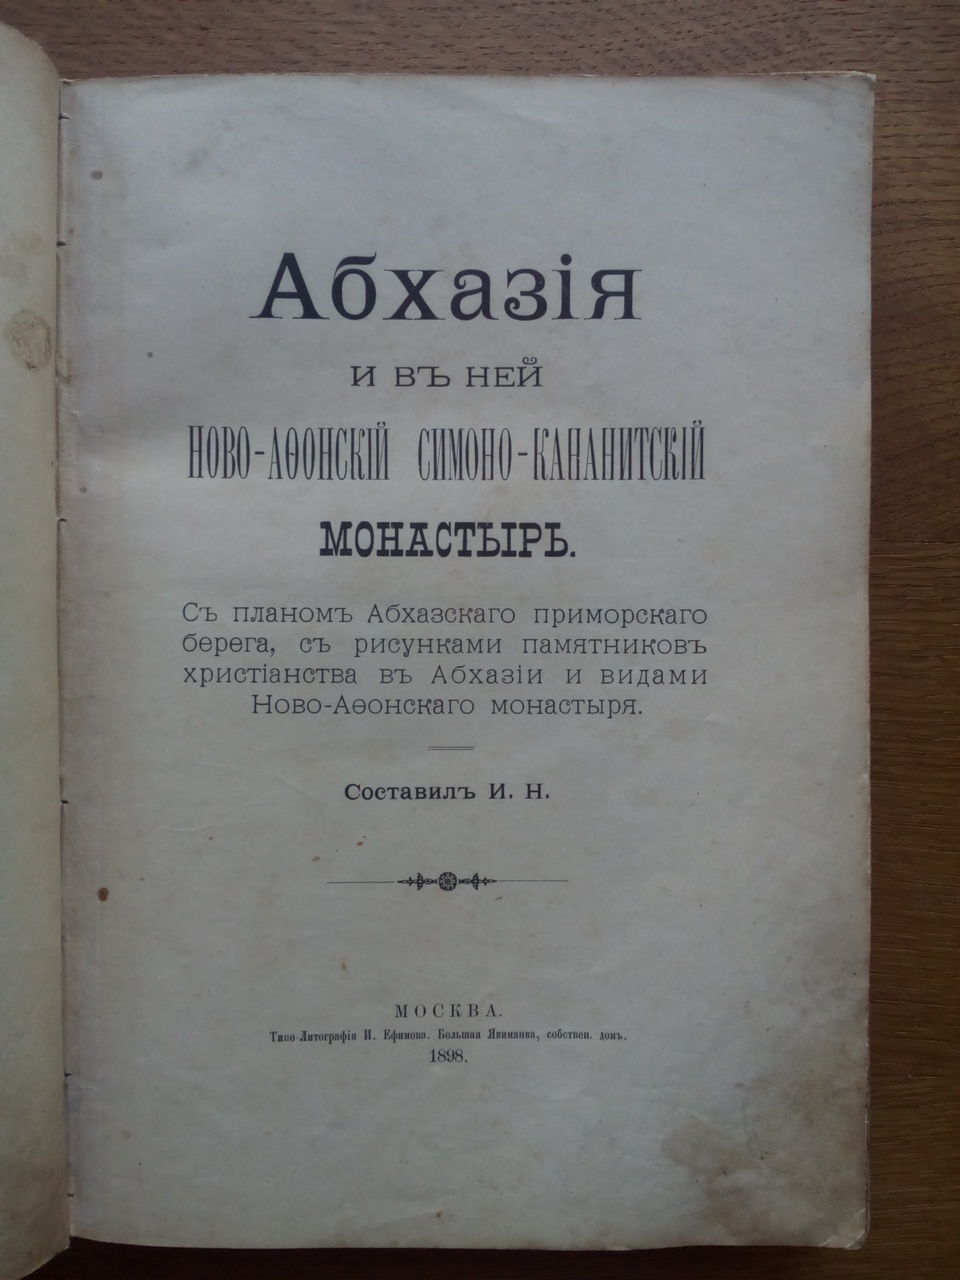 Абхазія
И ВЪ НЕЙ
НОВО-АѲОНСКІЙ СИМОНО-КАНАНИТСКІЙ
МОНАСТЫРЬ.
Съ планомъ Абхазскаго приморскаго
берега, съ рисунками памятниковъ
христіанства въ Абхазіи и видами
Ново-Аѳонскаго монастыря.
Составилъ И. Н.
МОСКВА.
Типо-Литографія И. Ефимова. Большая Якиманка, собствен. домъ.
1898.